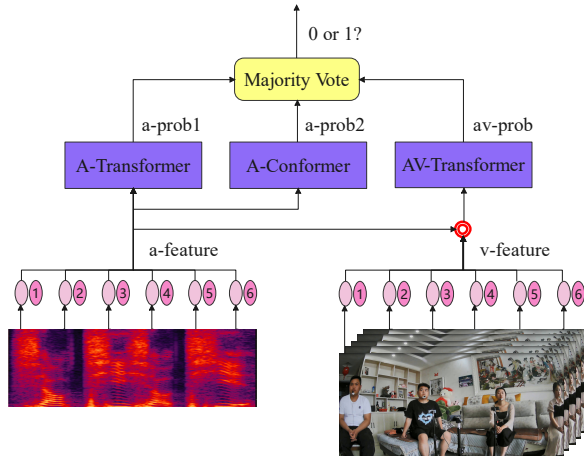 0 or 1?
Majority Vote
a-prob1 a-prob2 av-prob
A-Transformer A-Conformer AV-Transformer
a-feature v-feature
1 2 3 4 5 6 1 2 3 4 5 6